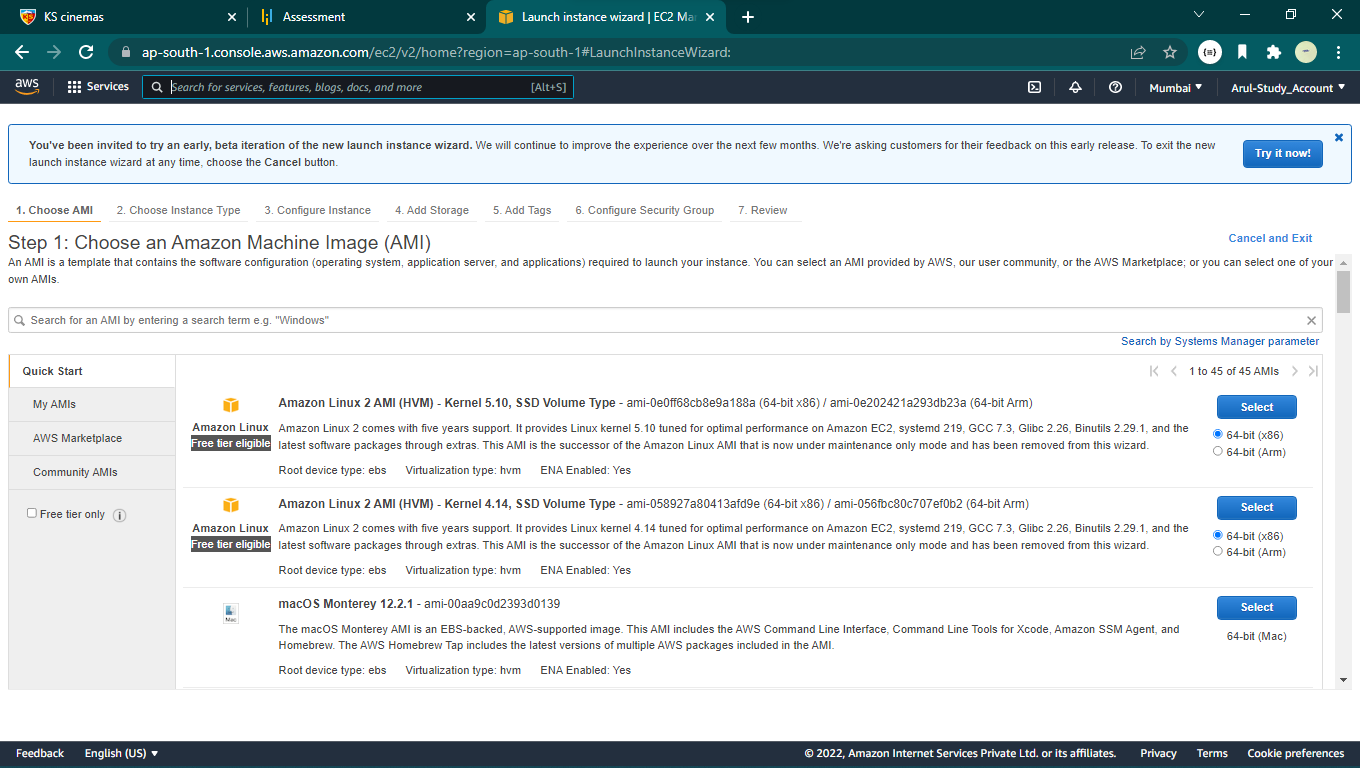 KS cinemas
Assessment
Launch instance wizard | EC2 Ma
ap-south-1.console.aws.amazon.com/ec2/v2/home?region=ap-south-1#LaunchInstanceWizard:
aws
Services
Search for services, features, blogs, docs, and more
[Alt+S]
Mumbai
Arul-Study_Account
You've been invited to try an early, beta iteration of the new launch instance wizard. We will continue to improve the experience over the next few months. We're asking customers for their feedback on this early release. To exit the new
launch instance wizard at any time, choose the Cancel button.
Try it now!
1. Choose AMI
2. Choose Instance Type
3. Configure Instance
4. Add Storage
5. Add Tags
6. Configure Security Group
7. Review
Step 1: Choose an Amazon Machine Image (AMI)
Cancel and Exit
An AMI is a template that contains the software configuration (operating system, application server, and applications) required to launch your instance. You can select an AMI provided by AWS, our user community, or the AWS Marketplace; or you can select one of your
own AMIs.
Search for an AMI by entering a search term e.g. "Windows"
Search by Systems Manager parameter
Quick Start
My AMIs
AWS Marketplace
Community AMIs
Free tier only
1 to 45 of 45 AMIs
Amazon Linux
Free tier eligible
Amazon Linux 2 AMI (HVM) - Kernel 5.10, SSD Volume Type - ami-0e0ff68cb8e9a188a (64-bit x86) / ami-0e202421a293db23a (64-bit Arm)
Amazon Linux 2 comes with five years support. It provides Linux kernel 5.10 tuned for optimal performance on Amazon EC2, systemd 219, GCC 7.3, Glibc 2.26, Binutils 2.29.1, and the
latest software packages through extras. This AMI is the successor of the Amazon Linux AMI that is now under maintenance only mode and has been removed from this wizard.
Root device type: ebs
Virtualization type: hvm
ENA Enabled: Yes
Select
64-bit (x86)
64-bit (Arm)
Amazon Linux
Free tier eligible
Amazon Linux 2 AMI (HVM) - Kernel 4.14, SSD Volume Type - ami-058927a80413afd9e (64-bit x86) / ami-056fbc80c707ef0b2 (64-bit Arm)
Amazon Linux 2 comes with five years support. It provides Linux kernel 4.14 tuned for optimal performance on Amazon EC2, systemd 219, GCC 7.3, Glibc 2.26, Binutils 2.29.1, and the
latest software packages through extras. This AMI is the successor of the Amazon Linux AMI that is now under maintenance only mode and has been removed from this wizard.
Root device type: ebs
Virtualization type: hvm
ENA Enabled: Yes
Select
64-bit (x86)
64-bit (Arm)
Mac
macOS Monterey 12.2.1 - ami-00aa9c0d2393d0139
The macOS Monterey AMI is an EBS-backed, AWS-supported image. This AMI includes the AWS Command Line Interface, Command Line Tools for Xcode, Amazon SSM Agent, and
Homebrew. The AWS Homebrew Tap includes the latest versions of multiple AWS packages included in the AMI.
Root device type: ebs
Virtualization type: hvm
ENA Enabled: Yes
Select
64-bit (Mac)
Feedback
English (US)
© 2022, Amazon Internet Services Private Ltd. or its affiliates.
Privacy
Terms
Cookie preferences